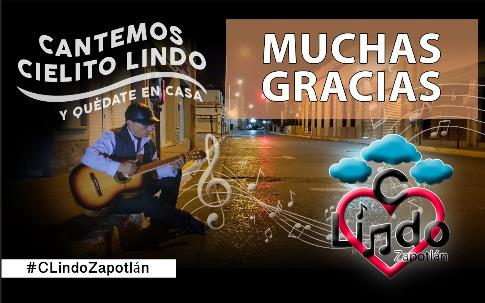 CANTEMOS
CIELITO LINDO
Y QUÉDATE EN CASA
MUCHAS
GRACIAS
C
Lindo
Zapotlán
#CLindoZapotlán